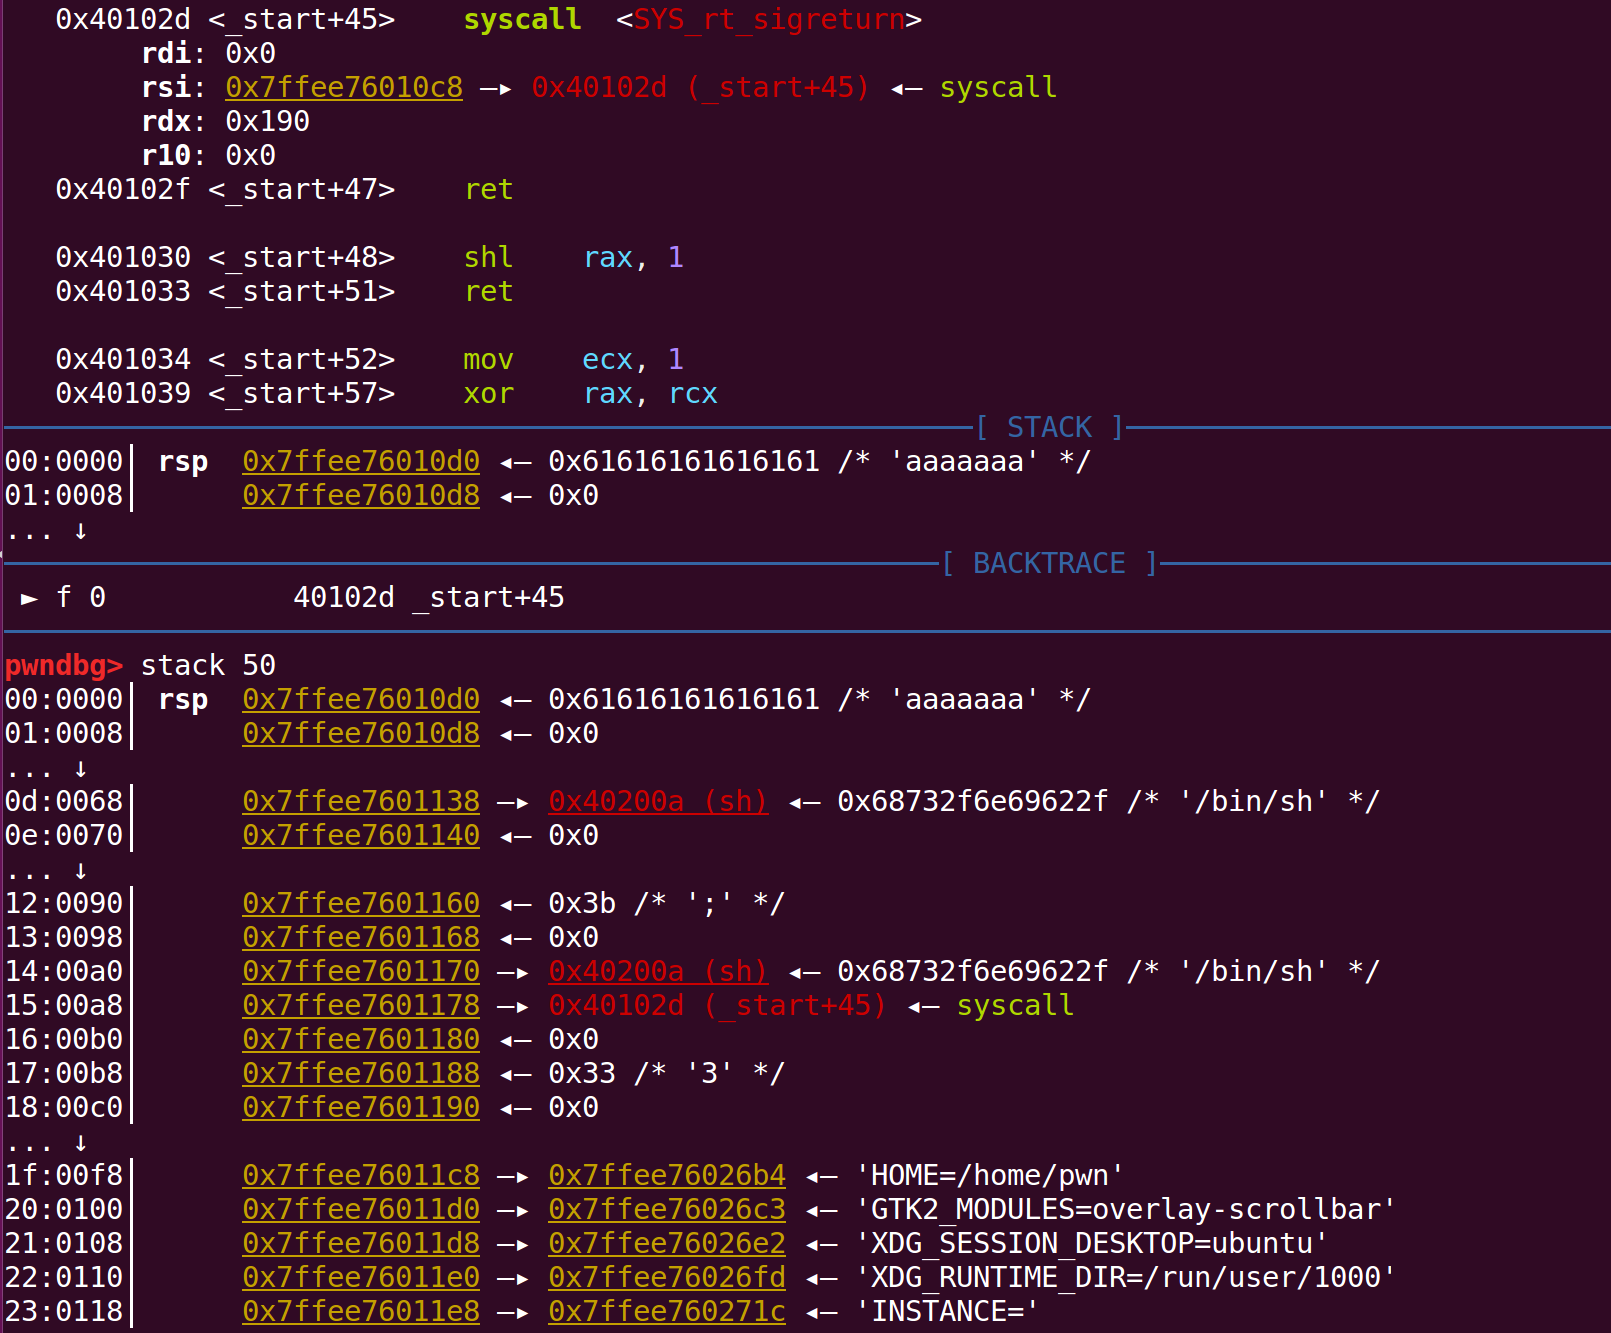 0x40102d <_start+45>    syscall  <SYS_rt_sigreturn>
rdi: 0x0
rsi: 0x7ffee76010c8 —▸ 0x40102d (_start+45) ◂— syscall
rdx: 0x190
r10: 0x0
0x40102f <_start+47>    ret
0x401030 <_start+48>    shl    rax, 1
0x401033 <_start+51>    ret
0x401034 <_start+52>    mov    ecx, 1
0x401039 <_start+57>    xor    rax, rcx
[ STACK ]
00:0000│ rsp  0x7ffee76010d0 ◂— 0x61616161616161 /* 'aaaaaaa' */
01:0008│      0x7ffee76010d8 ◂— 0x0
... ↓
[ BACKTRACE ]
► f 0           40102d _start+45
pwndbg> stack 50
00:0000│ rsp  0x7ffee76010d0 ◂— 0x61616161616161 /* 'aaaaaaa' */
01:0008│      0x7ffee76010d8 ◂— 0x0
... ↓
0d:0068│      0x7ffee7601138 —▸ 0x40200a (sh) ◂— 0x68732f6e69622f /* '/bin/sh' */
0e:0070│      0x7ffee7601140 ◂— 0x0
... ↓
12:0090│      0x7ffee7601160 ◂— 0x3b /* ';' */
13:0098│      0x7ffee7601168 ◂— 0x0
14:00a0│      0x7ffee7601170 —▸ 0x40200a (sh) ◂— 0x68732f6e69622f /* '/bin/sh' */
15:00a8│      0x7ffee7601178 —▸ 0x40102d (_start+45) ◂— syscall
16:00b0│      0x7ffee7601180 ◂— 0x0
17:00b8│      0x7ffee7601188 ◂— 0x33 /* '3' */
18:00c0│      0x7ffee7601190 ◂— 0x0
... ↓
1f:00f8│      0x7ffee76011c8 —▸ 0x7ffee76026b4 ◂— 'HOME=/home/pwn'
20:0100│      0x7ffee76011d0 —▸ 0x7ffee76026c3 ◂— 'GTK2_MODULES=overlay-scrollbar'
21:0108│      0x7ffee76011d8 —▸ 0x7ffee76026e2 ◂— 'XDG_SESSION_DESKTOP=ubuntu'
22:0110│      0x7ffee76011e0 —▸ 0x7ffee76026fd ◂— 'XDG_RUNTIME_DIR=/run/user/1000'
23:0118│      0x7ffee76011e8 —▸ 0x7ffee760271c ◂— 'INSTANCE='